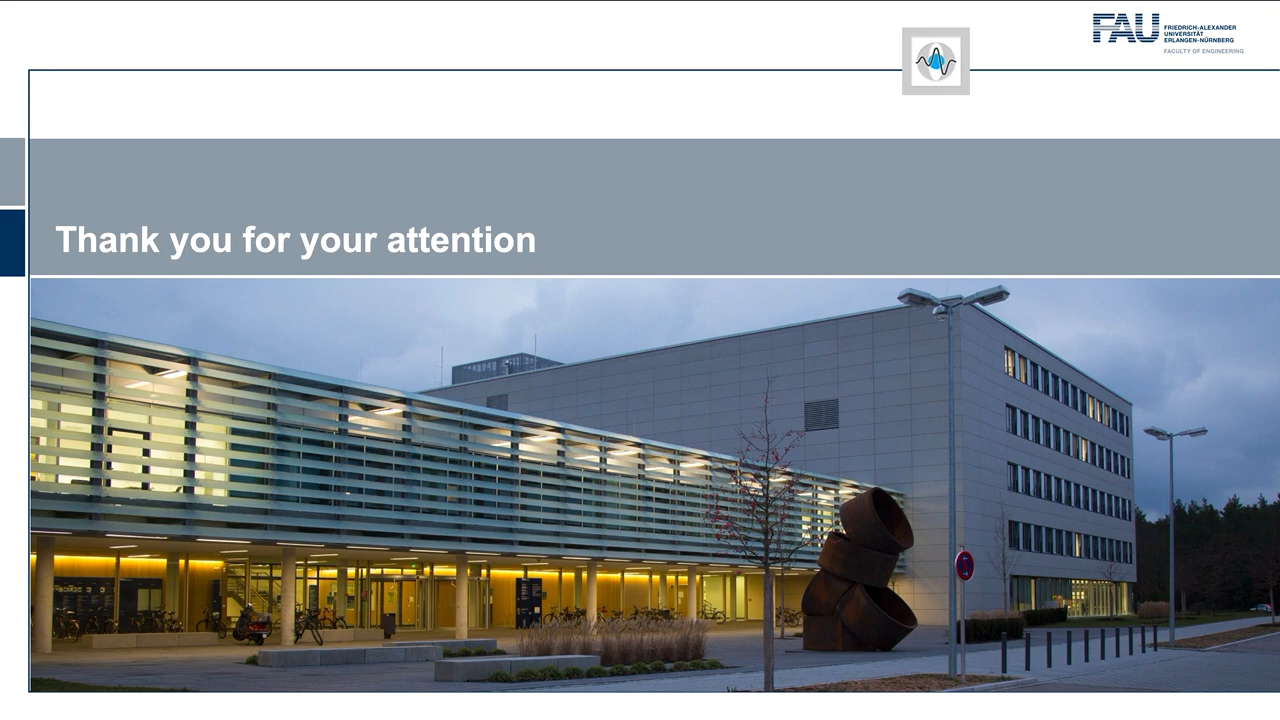 FAU
FRIEDRICH-ALEXANDER
UNIVERSITÄT
ERLANGEN-NÜRNBERG
FACULTY OF ENGINEERING
Thank you for your attention